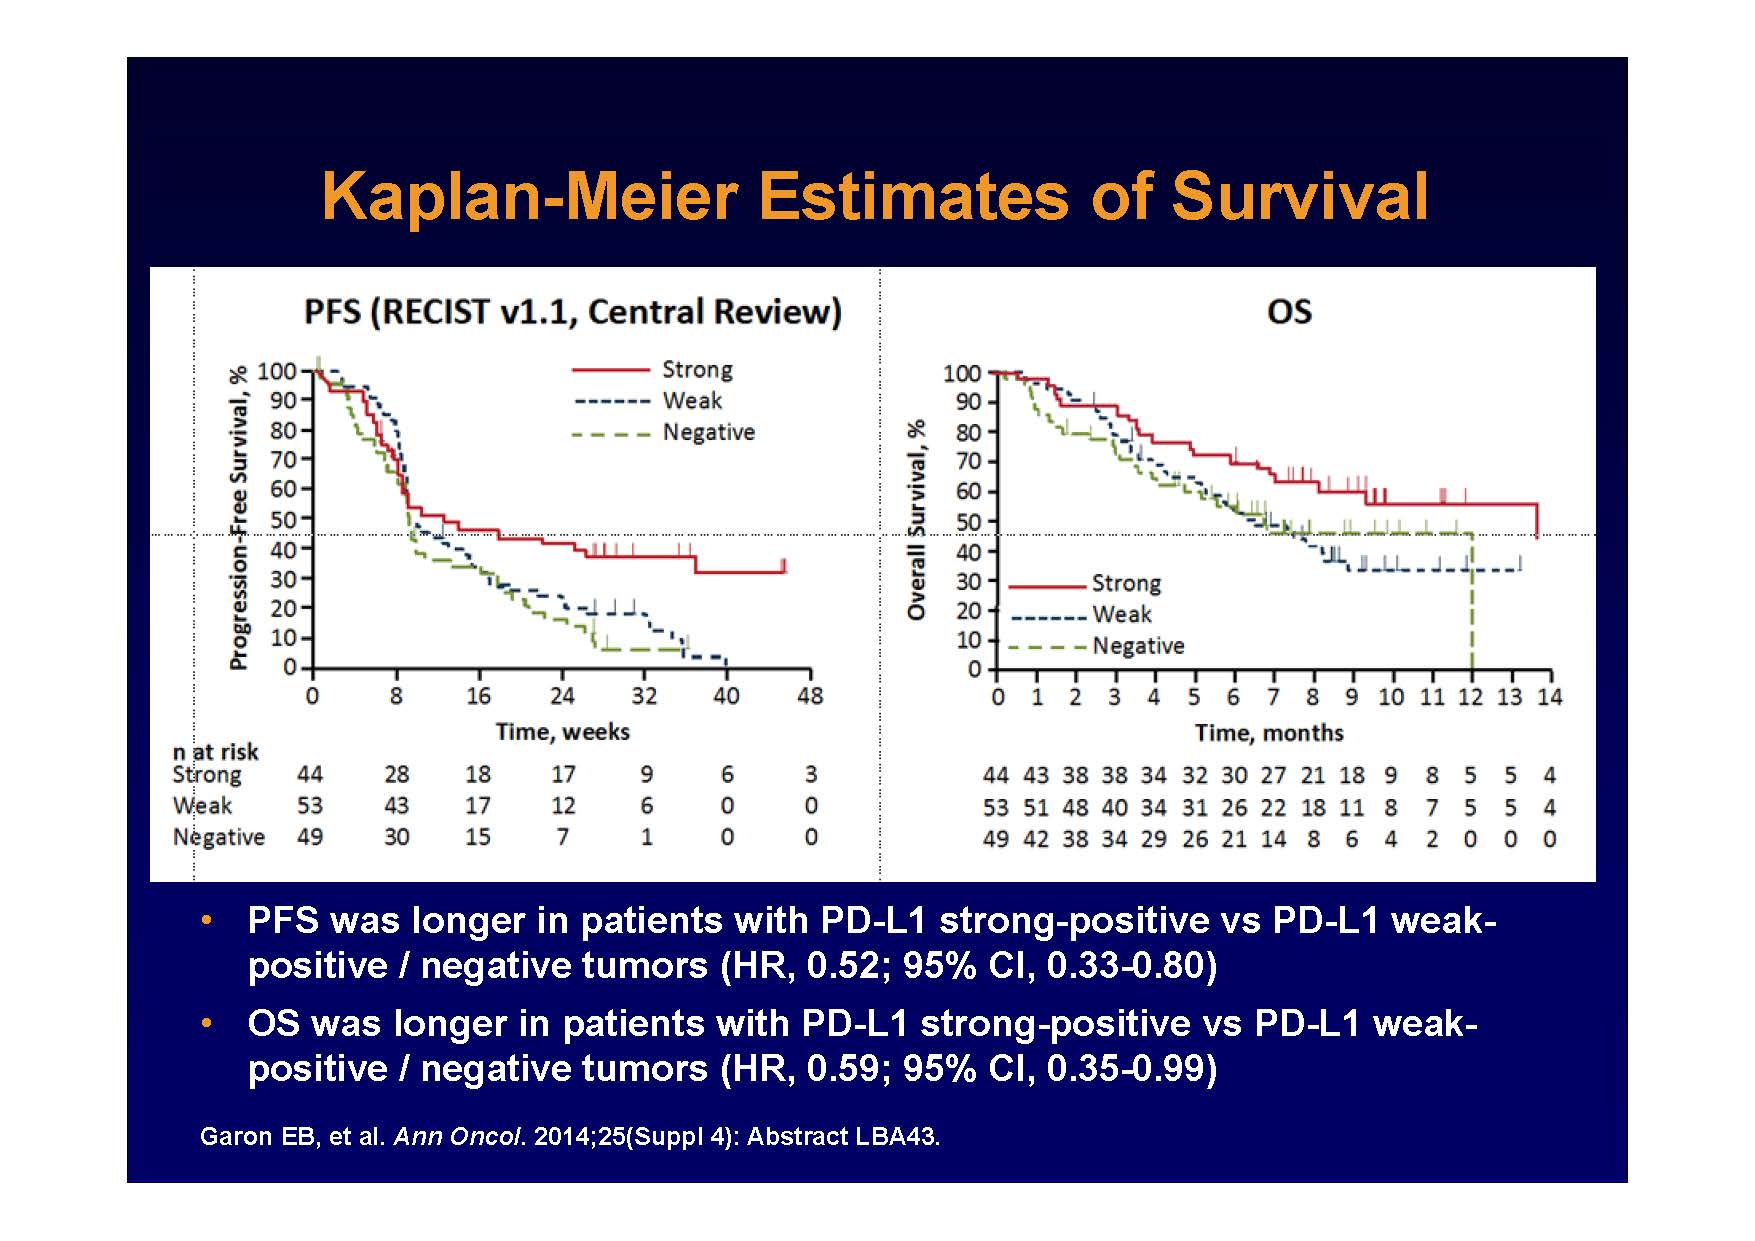 Kaplan-Meier Estimates of Survival
PFS (RECIST v1.1, Central Review)
Progression-Free Survival, %
100
90
80
70
60
50
40
30
20
10
0
Strong
Weak
Negative
0 8 16 24 32 40 48
Time, weeks
n at risk
Strong 44 28 18 17 9 6 3
Weak 53 43 17 12 6 0 0
Negative 49 30 15 7 1 0 0
OS
Overall Survival, %
100
90
80
70
60
50
40
30
20
10
0
Strong
Weak
Negative
0 1 2 3 4 5 6 7 8 9 10 11 12 13 14
Time, months
44 43 38 38 34 32 30 27 21 18 9 8 5 5 4
53 51 48 40 34 31 26 22 18 11 8 7 5 5 4
49 42 38 34 29 26 21 14 8 6 4 2 0 0 0
• PFS was longer in patients with PD-L1 strong-positive vs PD-L1 weak-
positive / negative tumors (HR, 0.52; 95% CI, 0.33-0.80)
• OS was longer in patients with PD-L1 strong-positive vs PD-L1 weak-
positive / negative tumors (HR, 0.59; 95% CI, 0.35-0.99)
Garon EB, et al. Ann Oncol. 2014;25(Suppl 4): Abstract LBA43.